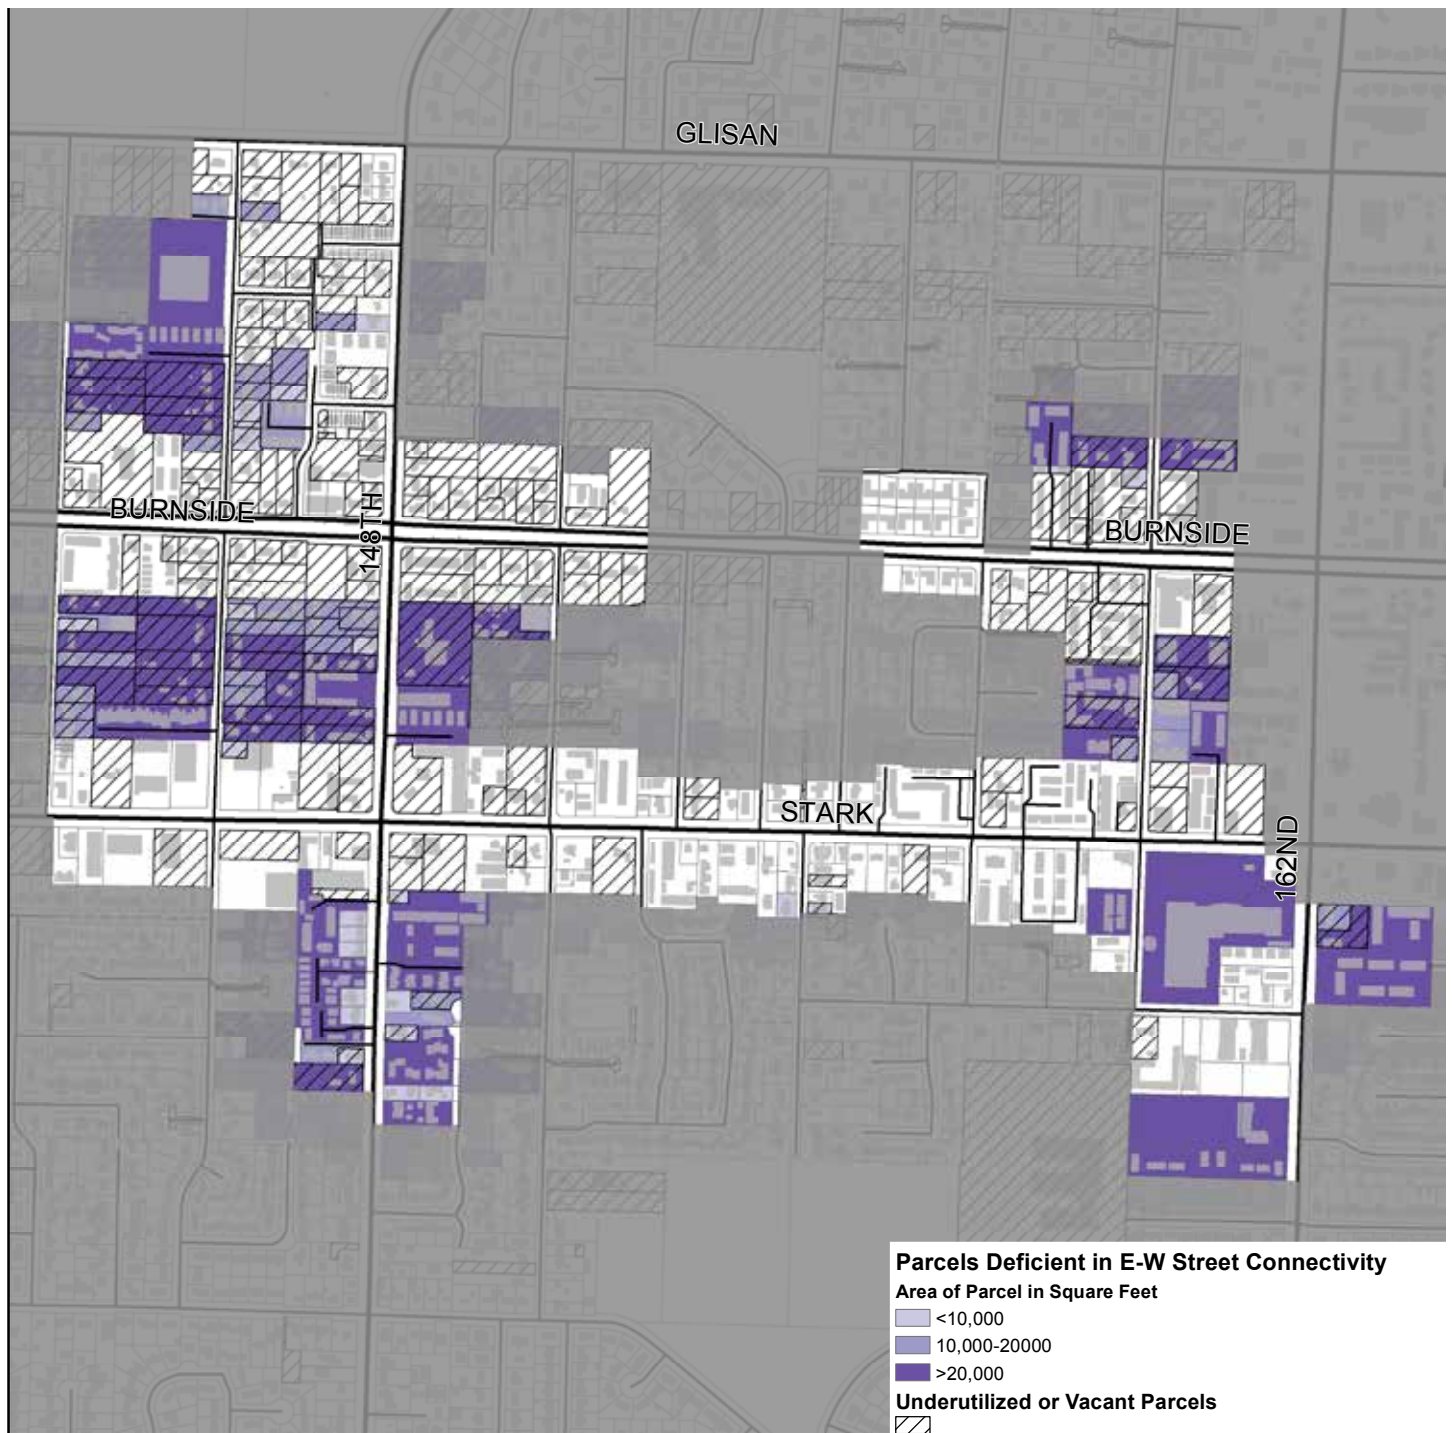 GLISAN
BURNSIDE
148TH
BURNSIDE
STARK
162ND
Parcels Deficient in E-W Street Connectivity
Area of Parcel in Square Feet
<10,000
10,000-20000
>20,000
Underutilized or Vacant Parcels